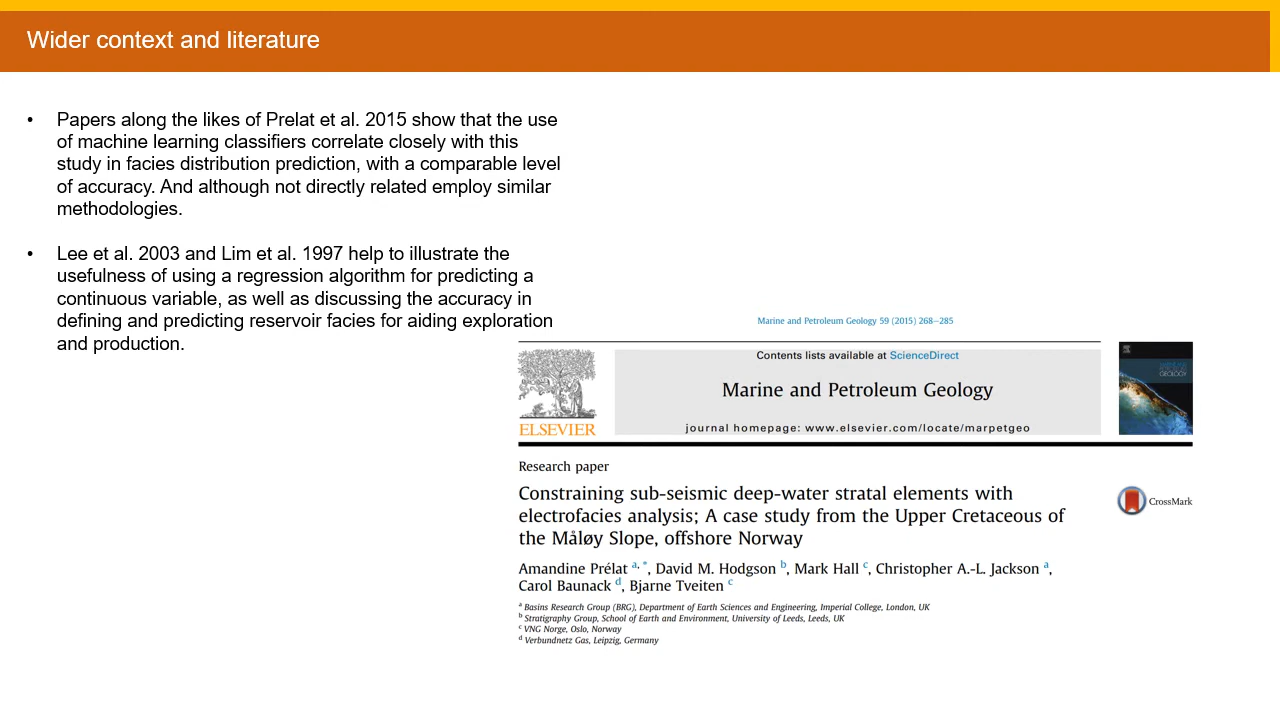 Wider context and literature
• Papers along the likes of Prelat et al. 2015 show that the use
of machine learning classifiers correlate closely with this
study in facies distribution prediction, with a comparable level
of accuracy. And although not directly related employ similar
methodologies.
• Lee et al. 2003 and Lim et al. 1997 help to illustrate the
usefulness of using a regression algorithm for predicting a
continuous variable, as well as discussing the accuracy in
defining and predicting reservoir facies for aiding exploration
and production.
Marine and Petroleum Geology 59 (2015) 268–285
Contents lists available at ScienceDirect
Marine and Petroleum Geology
journal homepage: www.elsevier.com/locate/marpetgeo
ELSEVIER
GEOLOGY
Research paper
Constraining sub-seismic deep-water stratal elements with
electrofacies analysis; A case study from the Upper Cretaceous of
the Måløy Slope, offshore Norway
CrossMark
Amandine Prélat a, *, David M. Hodgson b, Mark Hall c, Christopher A.-L. Jackson a,
Carol Baunack d, Bjarne Tveiten c
a Basins Research Group (BRG), Department of Earth Sciences and Engineering, Imperial College, London, UK
b Stratigraphy Group, School of Earth and Environment, University of Leeds, Leeds, UK
c VNG Norge, Oslo, Norway
d Verbundnetz Gas, Leipzig, Germany